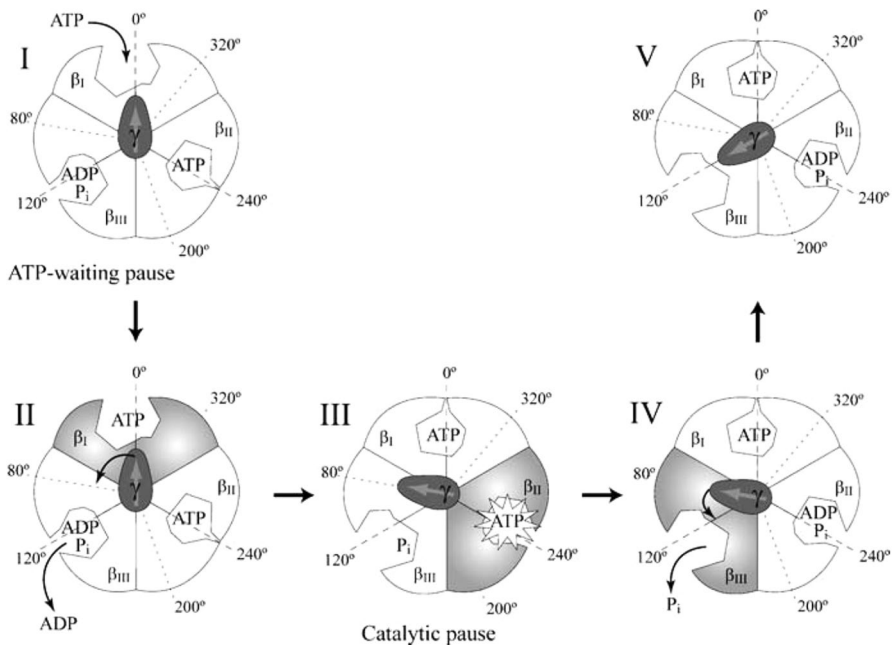 I
ATP
0º
320º
βI
βII
80º
γ
ADP
Pi
ATP
120º
βIII
240º
200º
ATP-waiting pause
V
0º
320º
βI
ATP
βII
80º
γ
ADP
Pi
120º
βIII
240º
200º
II
0º
320º
ATP
βI
βII
80º
γ
ADP
Pi
ATP
120º
βIII
240º
200º
ADP
III
0º
320º
βI
ATP
βII
80º
γ
ATP
Pi
120º
240º
βIII
200º
Catalytic pause
IV
0º
320º
βI
ATP
βII
80º
γ
ADP
Pi
120º
240º
βIII
200º
Pi